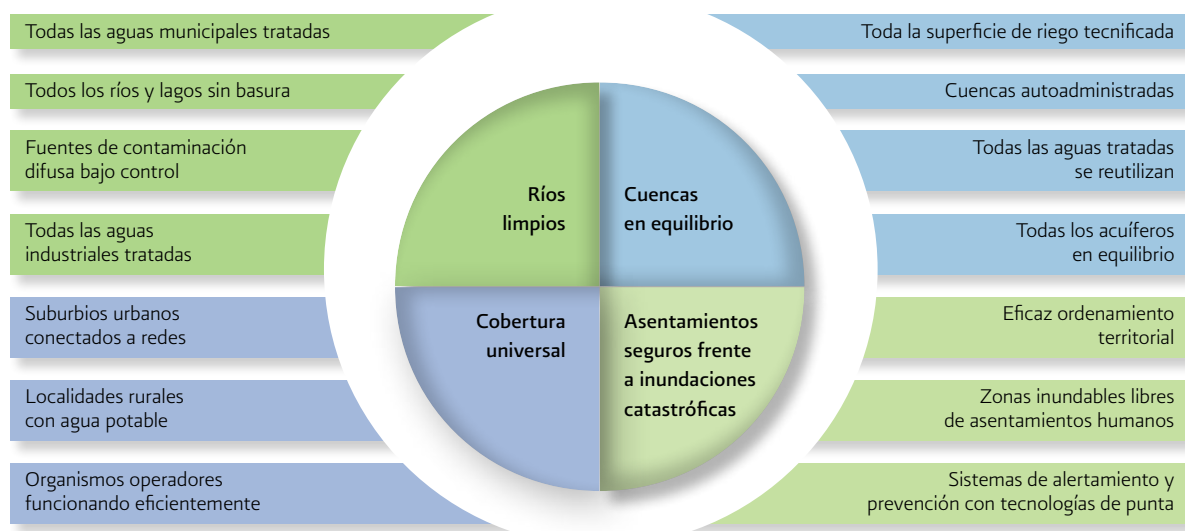 Todas las aguas municipales tratadas
Todos los ríos y lagos sin basura
Fuentes de contaminación
difusa bajo control
Todas las aguas
industriales tratadas
Suburbios urbanos
conectados a redes
Localidades rurales
con agua potable
Organismos operadores
funcionando eficientemente
Ríos
limpios
Cuencas
en equilibrio
Cobertura
universal
Asentamientos
seguros frente
a inundaciones
catastróficas
Toda la superficie de riego tecnificada
Cuencas autoadministradas
Todas las aguas tratadas
se reutilizan
Todos los acuíferos
en equilibrio
Eficaz ordenamiento
territorial
Zonas inundables libres
de asentamientos humanos
Sistemas de alertamiento y
prevención con tecnologías de punta